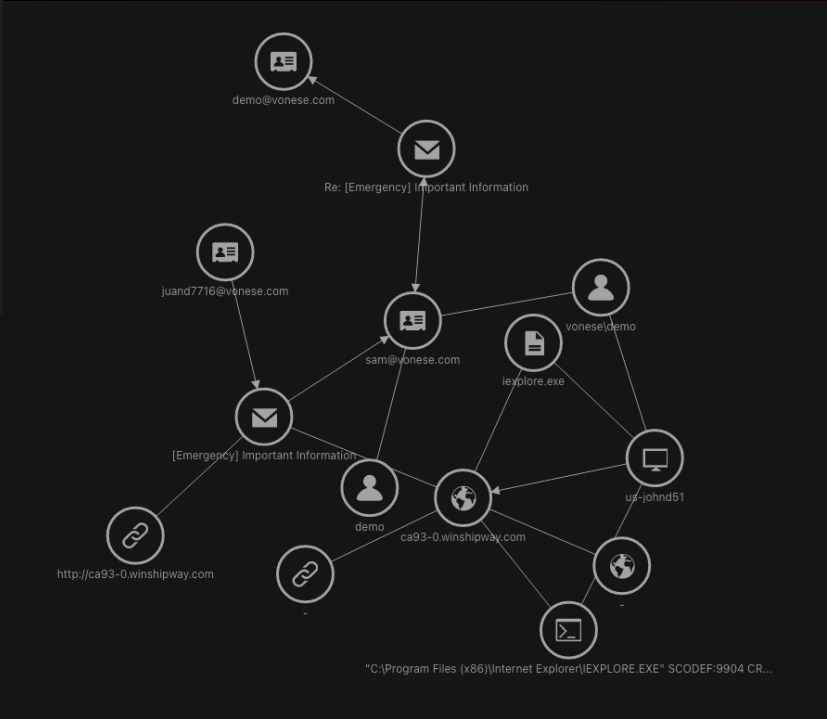 demo@vonese.com
Re: [Emergency] Important Information
juand7716@vonese.com
vonese\demo
sam@vonese.com
iexplore.exe
[Emergency] Important Information
us-johnd51
demo
ca93-0.winshipway.com
http://ca93-0.winshipway.com
-
-
"C:\Program Files (x86)\Internet Explorer\IEXPLORE.EXE" SCODEF:9904 CR...